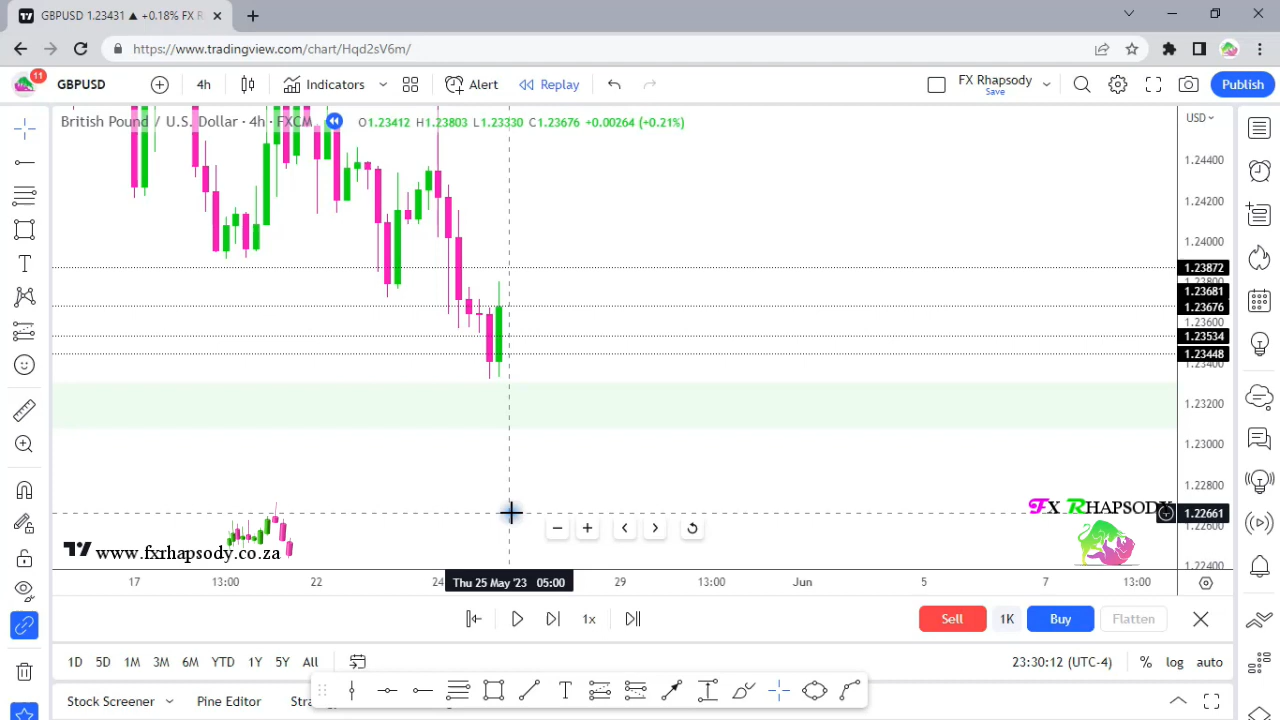 GBPUSD 1.23431 ▲ +0.18% FX R
https://www.tradingview.com/chart/Hqd2sV6m/
11
GBPUSD
4h
Indicators
Alert
Replay
FX Rhapsody
Save
Publish
British Pound / U.S. Dollar · 4h · FXCM
O1.23412 H1.23803 L1.23330 C1.23676 +0.00264 (+0.21%)
USD
1.24400
1.24200
1.24000
1.23872
1.23800
1.23681
1.23676
1.23600
1.23534
1.23448
1.23400
1.23200
1.23000
1.22800
1.22661
1.22600
1.22400
FX RHAPSODY
www.fxrhapsody.co.za
17
13:00
22
24
Thu 25 May '23 05:00
29
13:00
Jun
5
7
13:00
1x
Sell
1K
Buy
Flatten
1D 5D 1M 3M 6M YTD 1Y 5Y All
23:30:12 (UTC-4)
% log auto
Stock Screener
Pine Editor
Stra